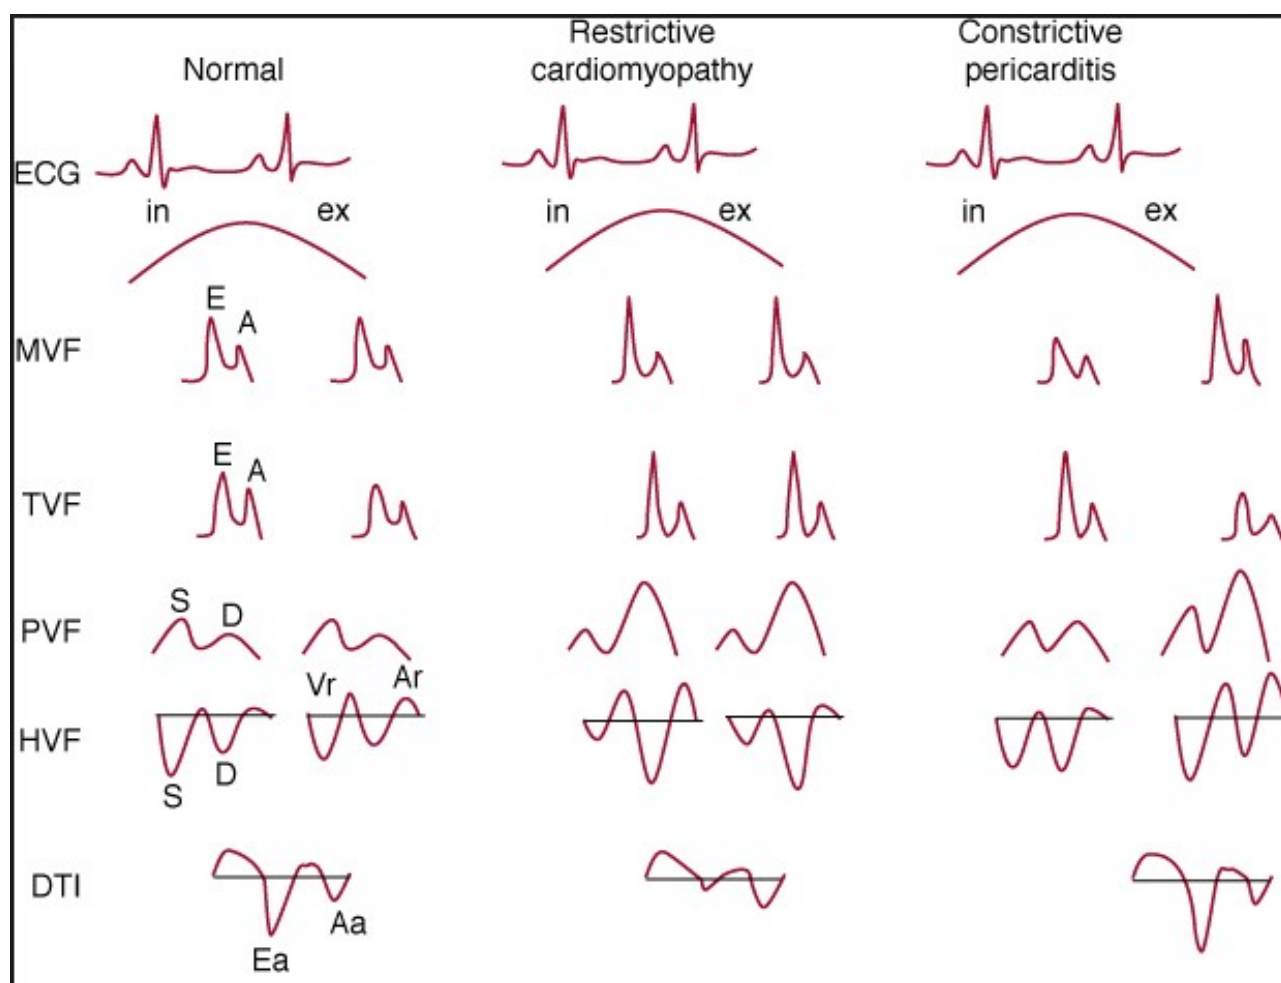 Normal
Restrictive
cardiomyopathy
Constrictive
pericarditis
ECG
in ex in ex in ex
MVF
E A
TVF
E A
PVF
S D
HVF
Vr Ar
S D
DTI
Ea Aa